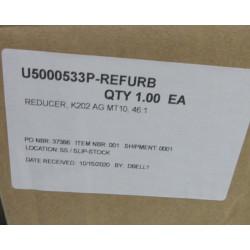 U5000533P-REFURB
QTY 1.00 EA
REDUCER, K202 AG MT10, 46:1
PO NBR: 37366 ITEM NBR: 001 SHIPMENT: 0001
LOCATION: SS / SLIP-STOCK
DATE RECEIVED: 10/15/2020 BY: DBELL7